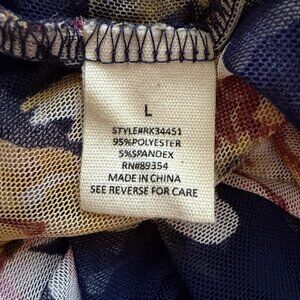 L
STYLE#RK34451
95%POLYESTER
5%SPANDEX
RN#89354
MADE IN CHINA
SEE REVERSE FOR CARE